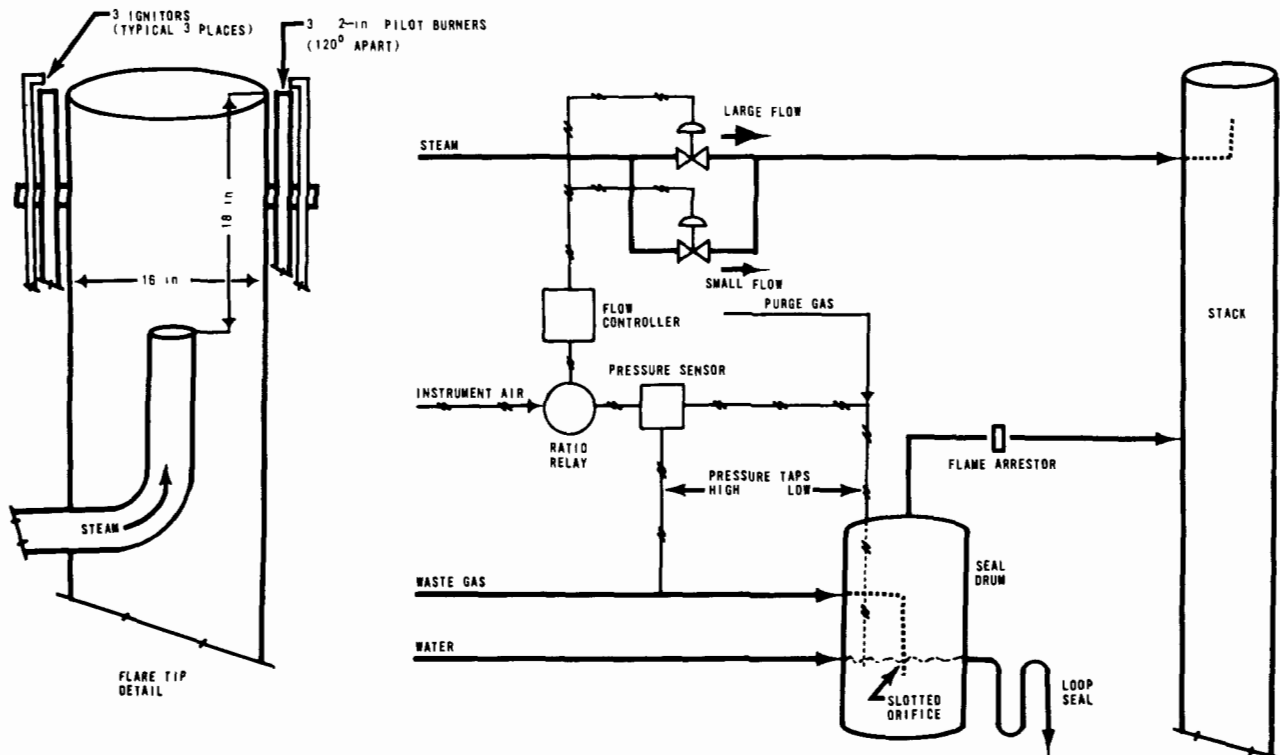 3 IGNITORS
(TYPICAL 3 PLACES)
3 2-in PILOT BURNERS
(120° APART)
18 in
16 in
STEAM
FLARE TIP
DETAIL
STEAM
LARGE FLOW
SMALL FLOW
FLOW
CONTROLLER
PURGE GAS
PRESSURE SENSOR
INSTRUMENT AIR
RATIO
RELAY
PRESSURE TAPS
HIGH LOW
FLAME ARRESTOR
STACK
SEAL
DRUM
WASTE GAS
WATER
SLOTTED
ORIFICE
LOOP
SEAL